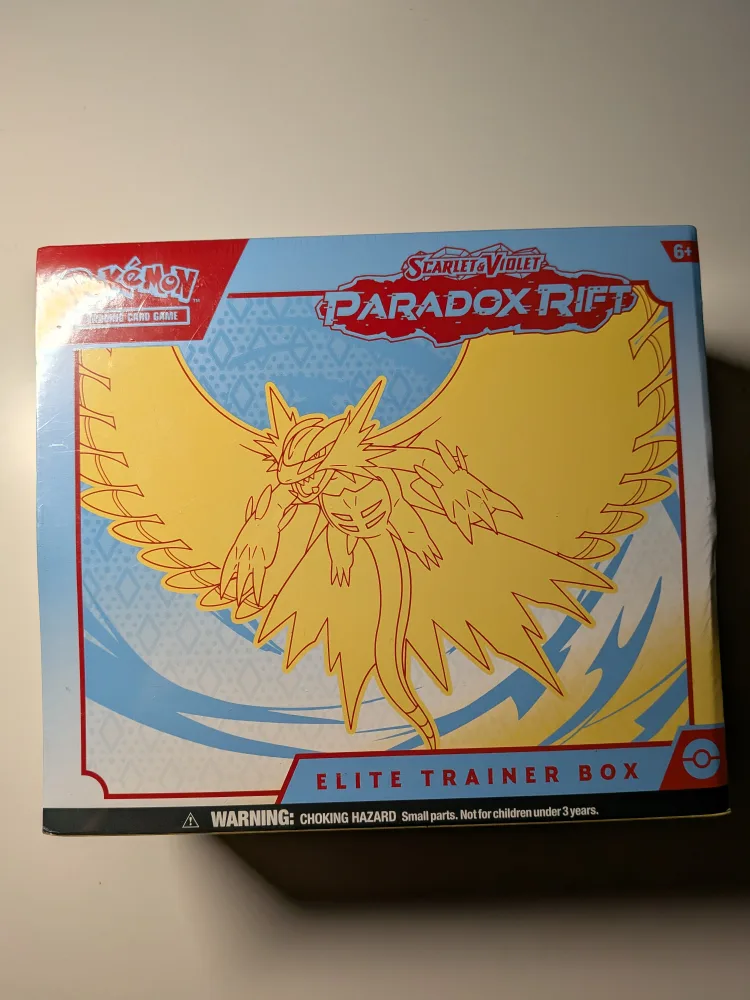 Pokémon
TM
TRADING CARD GAME
SCARLET & VIOLET
PARADOX RIFT
6+
ELITE TRAINER BOX
⚠ WARNING: CHOKING HAZARD Small parts. Not for children under 3 years.